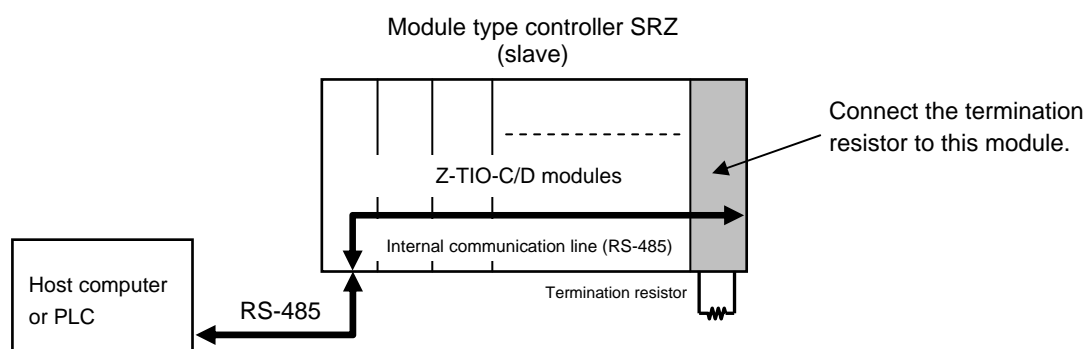 Module type controller SRZ
(slave)
Connect the termination
resistor to this module.
Z-TIO-C/D modules
Internal communication line (RS-485)
Host computer
or PLC
Termination resistor
RS-485